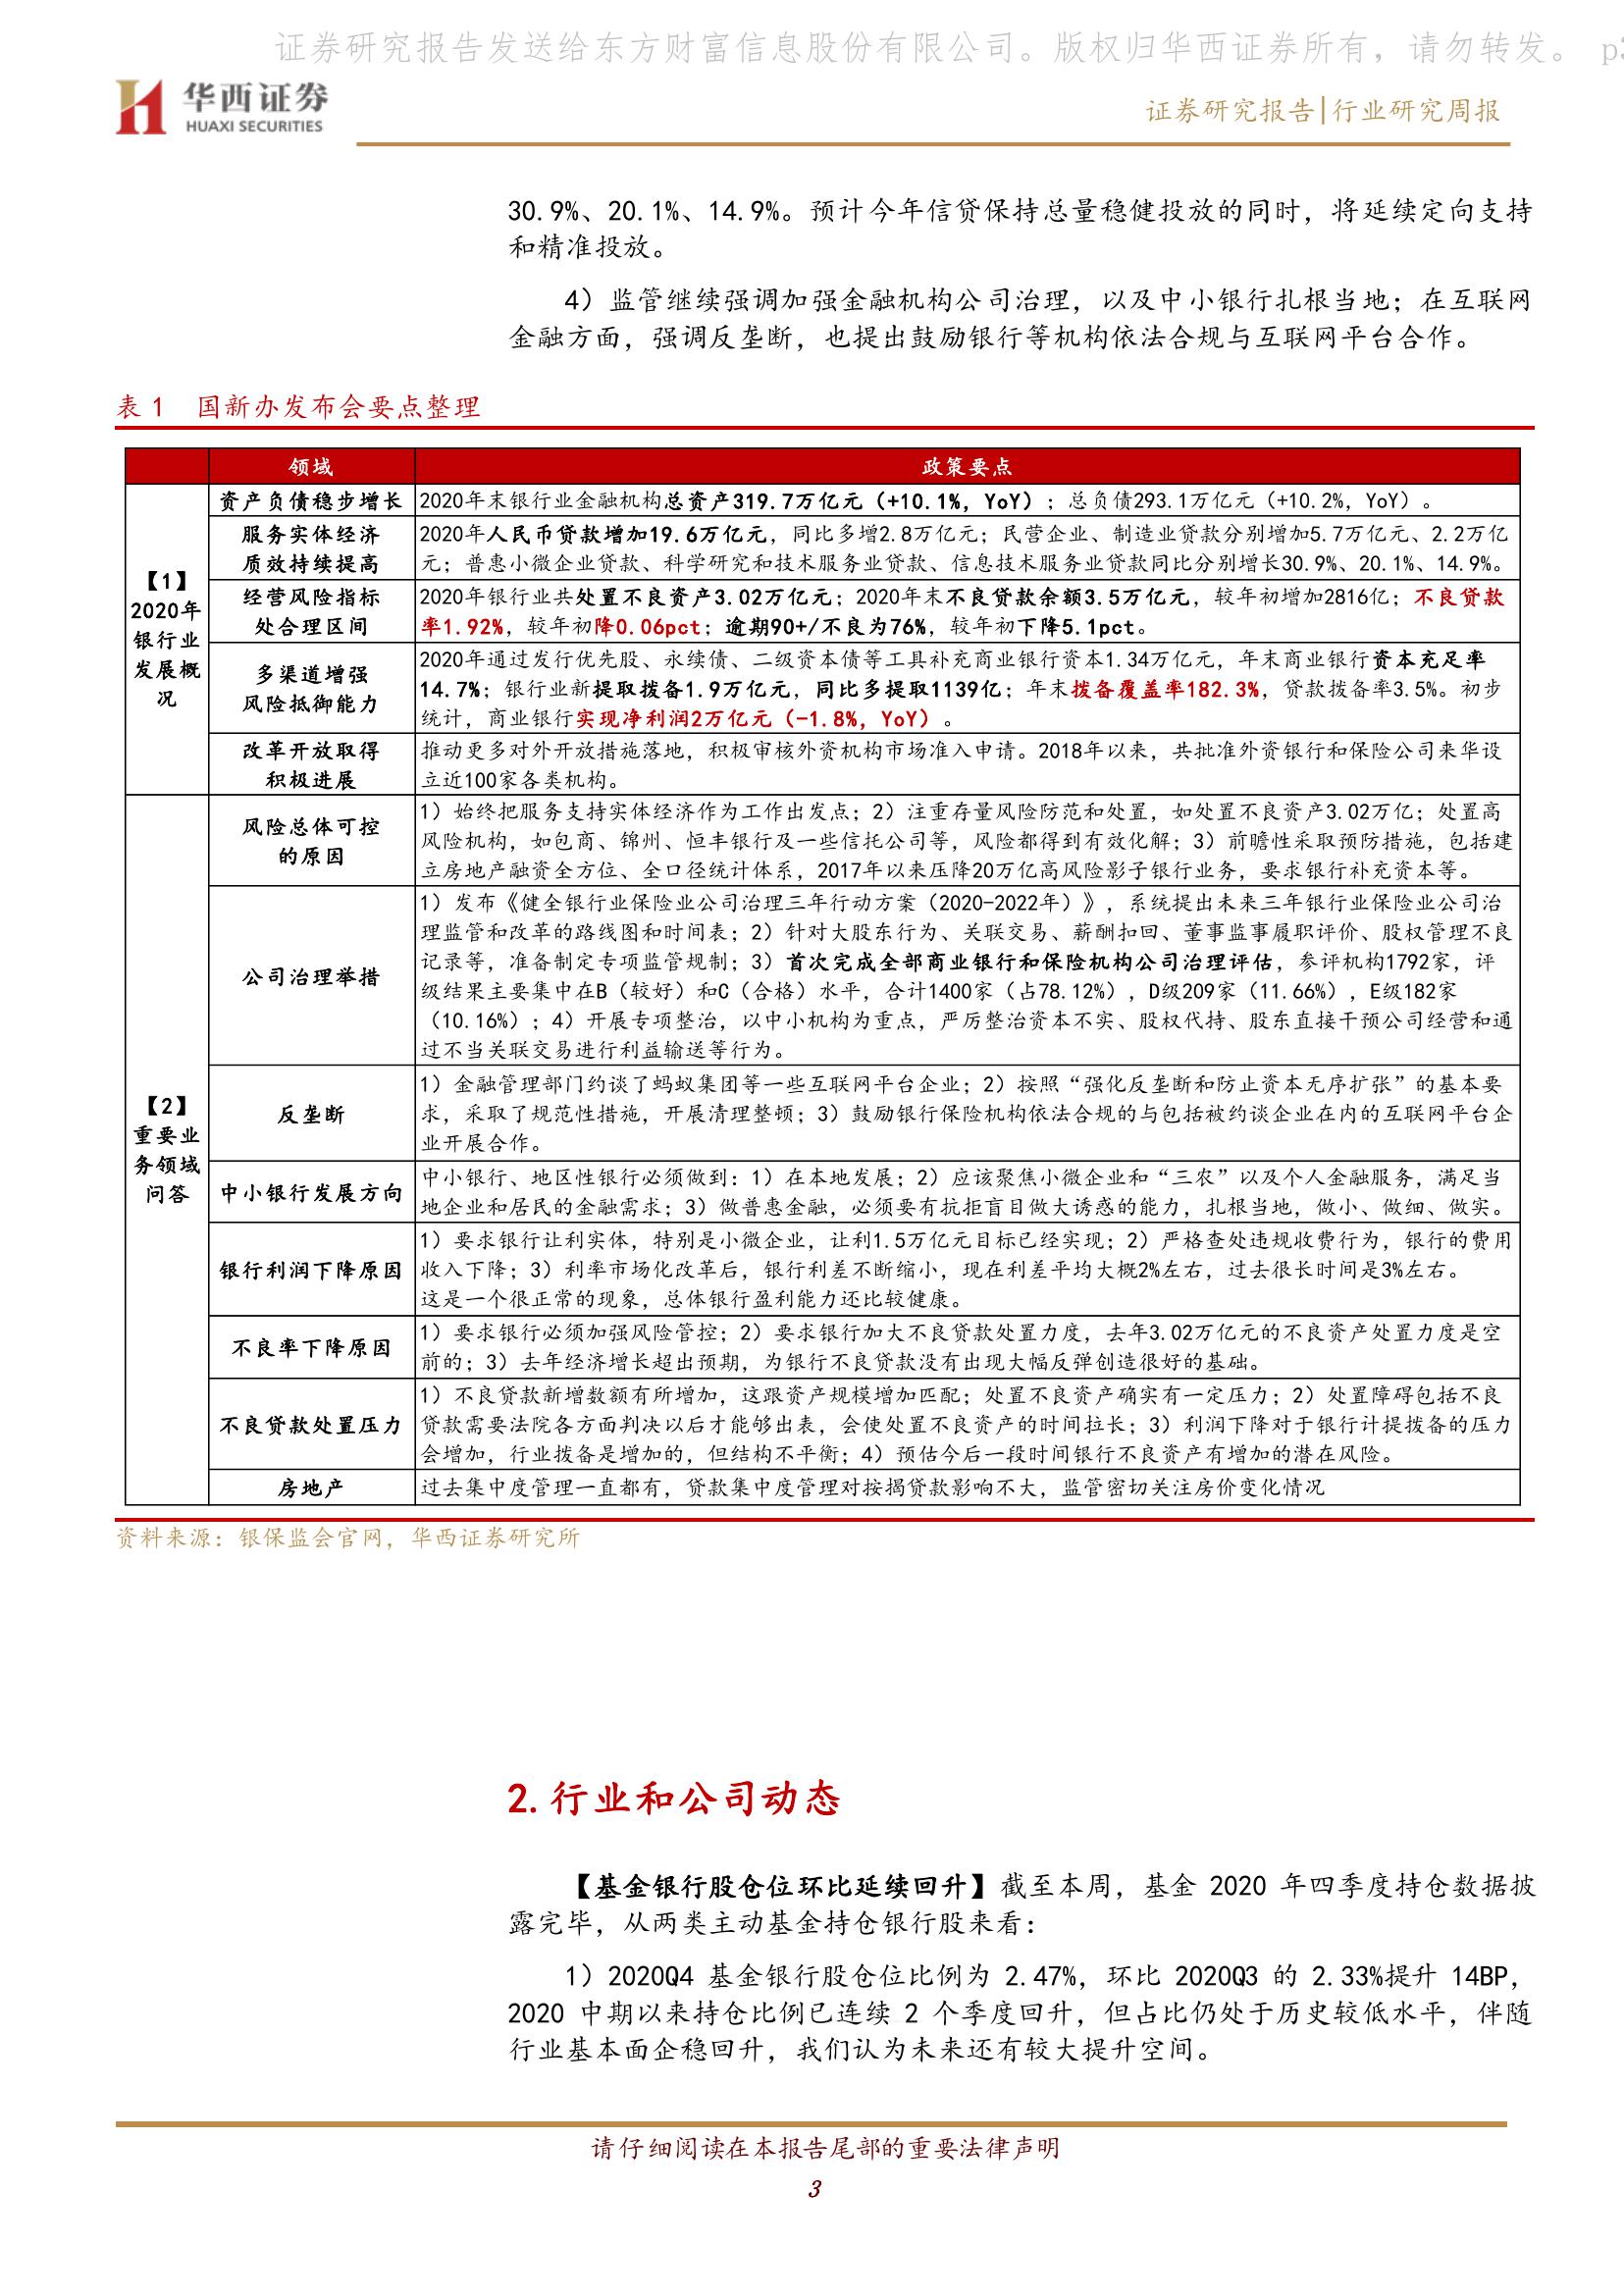 证券研究报告发送给东方财富信息股份有限公司。版权归华西证券所有，请勿转发。 p3
华西证券
HUAXI SECURITIES
证券研究报告|行业研究周报
30.9%、20.1%、14.9%。预计今年信贷保持总量稳健投放的同时，将延续定向支持
和精准投放。
4）监管继续强调加强金融机构公司治理，以及中小银行扎根当地；在互联网
金融方面，强调反垄断，也提出鼓励银行等机构依法合规与互联网平台合作。
表 1 国新办发布会要点整理
领域 政策要点
【1】
2020年
银行业
发展概
况
资产负债稳步增长
2020年末银行业金融机构总资产319.7万亿元（+10.1%, YoY）；总负债293.1万亿元（+10.2%, YoY）。
服务实体经济
质效持续提高
2020年人民币贷款增加19.6万亿元，同比多增2.8万亿元；民营企业、制造业贷款分别增加5.7万亿元、2.2万亿
元；普惠小微企业贷款、科学研究和技术服务业贷款、信息技术服务业贷款同比分别增长30.9%、20.1%、14.9%。
经营风险指标
处合理区间
2020年银行业共处置不良资产3.02万亿元；2020年末不良贷款余额3.5万亿元，较年初增加2816亿；不良贷款
率1.92%，较年初降0.06pct；逾期90+/不良为76%，较年初下降5.1pct。
多渠道增强
风险抵御能力
2020年通过发行优先股、永续债、二级资本债等工具补充商业银行资本1.34万亿元，年末商业银行资本充足率
14.7%；银行业新提取拨备1.9万亿元，同比多提取1139亿；年末拨备覆盖率182.3%，贷款拨备率3.5%。初步
统计，商业银行实现净利润2万亿元（-1.8%, YoY）。
改革开放取得
积极进展
推动更多对外开放措施落地，积极审核外资机构市场准入申请。2018年以来，共批准外资银行和保险公司来华设
立近100家各类机构。
【2】
重要业
务领域
问答
风险总体可控
的原因
1）始终把服务支持实体经济作为工作出发点；2）注重存量风险防范和处置，如处置不良资产3.02万亿；处置高
风险机构，如包商、锦州、恒丰银行及一些信托公司等，风险都得到有效化解；3）前瞻性采取预防措施，包括建
立房地产融资全方位、全口径统计体系，2017年以来压降20万亿高风险影子银行业务，要求银行补充资本等。
公司治理举措
1）发布《健全银行业保险业公司治理三年行动方案（2020-2022年）》，系统提出未来三年银行业保险业公司治
理监管和改革的路线图和时间表；2）针对大股东行为、关联交易、薪酬扣回、董事监事履职评价、股权管理不良
记录等，准备制定专项监管规制；3）首次完成全部商业银行和保险机构公司治理评估，参评机构1792家，评
级结果主要集中在B（较好）和C（合格）水平，合计1400家（占78.12%），D级209家（11.66%），E级182家
（10.16%）；4）开展专项整治，以中小机构为重点，严厉整治资本不实、股权代持、股东直接干预公司经营和通
过不当关联交易进行利益输送等行为。
反垄断
1）金融管理部门约谈了蚂蚁集团等一些互联网平台企业；2）按照“强化反垄断和防止资本无序扩张”的基本要
求，采取了规范性措施，开展清理整顿；3）鼓励银行保险机构依法合规的与包括被约谈企业在内的互联网平台企
业开展合作。
中小银行发展方向
中小银行、地区性银行必须做到：1）在本地发展；2）应该聚焦小微企业和“三农”以及个人金融服务，满足当
地企业和居民的金融需求；3）做普惠金融，必须要有抗拒盲目做大诱惑的能力，扎根当地，做小、做细、做实。
银行利润下降原因
1）要求银行让利实体，特别是小微企业，让利1.5万亿元目标已经实现；2）严格查处违规收费行为，银行的费用
收入下降；3）利率市场化改革后，银行利差不断缩小，现在利差平均大概2%左右，过去很长时间是3%左右。
这是一个很正常的现象，总体银行盈利能力还比较健康。
不良率下降原因
1）要求银行必须加强风险管控；2）要求银行加大不良贷款处置力度，去年3.02万亿元的不良资产处置力度是空
前的；3）去年经济增长超出预期，为银行不良贷款没有出现大幅反弹创造很好的基础。
不良贷款处置压力
1）不良贷款新增数额有所增加，这跟资产规模增加匹配；处置不良资产确实有一定压力；2）处置障碍包括不良
贷款需要法院各方面判决以后才能够出表，会使处置不良资产的时间拉长；3）利润下降对于银行计提拨备的压力
会增加，行业拨备是增加的，但结构不平衡；4）预估今后一段时间银行不良资产有增加的潜在风险。
房地产
过去集中度管理一直都有，贷款集中度管理对按揭贷款影响不大，监管密切关注房价变化情况
资料来源：银保监会官网，华西证券研究所
2.行业和公司动态
【基金银行股仓位环比延续回升】截至本周，基金 2020 年四季度持仓数据披
露完毕，从两类主动基金持仓银行股来看：
1）2020Q4 基金银行股仓位比例为 2.47%，环比 2020Q3 的 2.33%提升 14BP，
2020 中期以来持仓比例已连续 2 个季度回升，但占比仍处于历史较低水平，伴随
行业基本面企稳回升，我们认为未来还有较大提升空间。
请仔细阅读在本报告尾部的重要法律声明
3